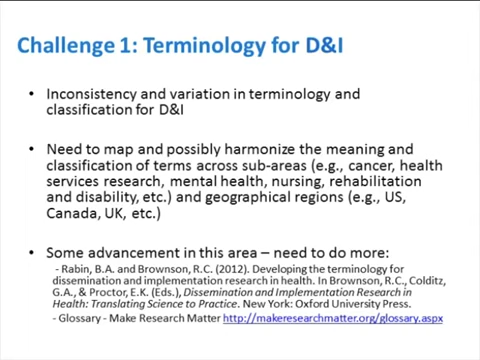 Challenge 1: Terminology for D&I
• Inconsistency and variation in terminology and
classification for D&I
• Need to map and possibly harmonize the meaning and
classification of terms across sub-areas (e.g., cancer, health
services research, mental health, nursing, rehabilitation
and disability, etc.) and geographical regions (e.g., US,
Canada, UK, etc.)
• Some advancement in this area – need to do more:
- Rabin, B.A. and Brownson, R.C. (2012). Developing the terminology for
dissemination and implementation research in health. In Brownson, R.C., Colditz,
G.A., & Proctor, E.K. (Eds.), Dissemination and Implementation Research in
Health: Translating Science to Practice. New York: Oxford University Press.
- Glossary - Make Research Matter http://makeresearchmatter.org/glossary.aspx